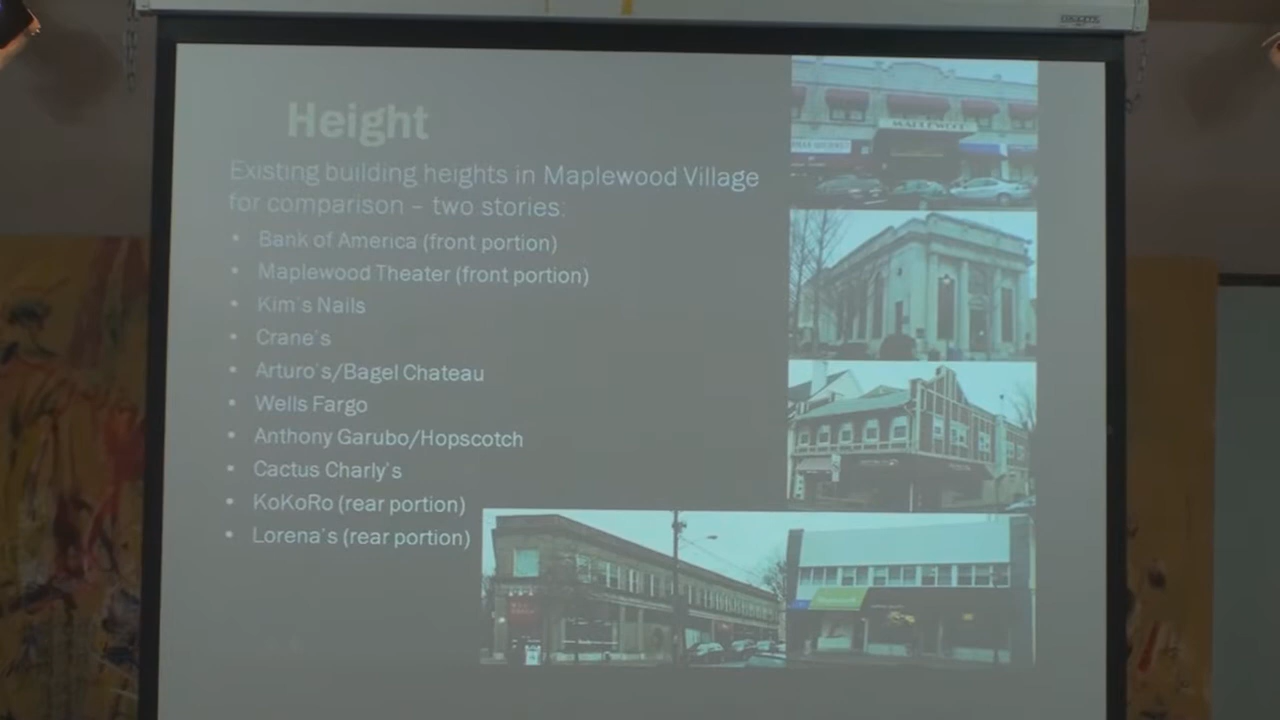 Height
Existing building heights in Maplewood Village
for comparison – two stories:
• Bank of America (front portion)
• Maplewood Theater (front portion)
• Kim's Nails
• Crane's
• Arturo's/Bagel Chateau
• Wells Fargo
• Anthony Garubo/Hopscotch
• Cactus Charly's
• KoKoRo (rear portion)
• Lorena's (rear portion)
MAPLEWOOD